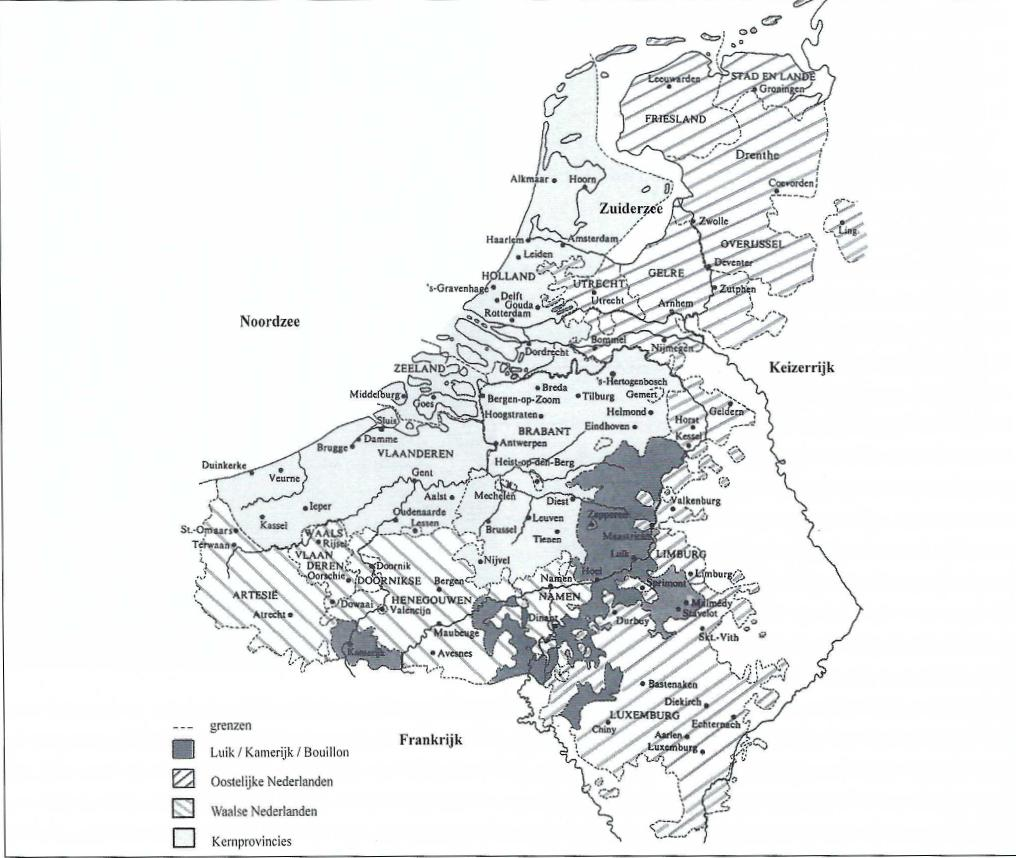 Leeuwarden
STAD EN LANDE
Groningen
FRIESLAND
Drenthe
Alkmaar
Hoorn
Coevorden
Zuiderzee
Zwolle
Ling.
Haarlem
Amsterdam
OVERIJSSEL
Leiden
Deventer
HOLLAND
GELRE
's-Gravenhage
UTRECHT
Zutphen
Delft
Utrecht
Gouda
Arnhem
Rotterdam
Noordzee
Bommel
Nijmegen
Dordrecht
Keizerrijk
ZEELAND
's-Hertogenbosch
Breda
Middelburg
Bergen-op-Zoom
Tilburg
Gemert
Goes
Geldern
Hoogstraten
Helmond
Sluis
Horst
Eindhoven
BRABANT
Kessel
Damme
Brugge
Antwerpen
VLAANDEREN
Heist-op-den-Berg
Duinkerke
Gent
Veurne
Aalst
Mechelen
Diest
Valkenburg
Ieper
Oudenaarde
Zepperen
Kassel
Lessen
Leuven
St.-Omaars
Brussel
WAALS
Tienen
Maastricht
Terwaan
Rijsel
VLAAN
Luik
LIMBURG
DEREN
Nijvel
Doornik
Hoei
Limburg
Oorschie
DOORNIKSE
Bergen
Namen
Sprimont
ARTESIË
HENEGOUWEN
NAMEN
Dowaai
Malmédy
Atrecht
Valencijn
Stavelot
Dinant
Durbuy
Maubeuge
Skt.-Vith
Kamerijk
Avesnes
Bastenaken
Diekirch
LUXEMBURG
Echternach
Chiny
Aarlen
Luxemburg
Frankrijk
grenzen
Luik / Kamerijk / Bouillon
Oostelijke Nederlanden
Waalse Nederlanden
Kernprovincies